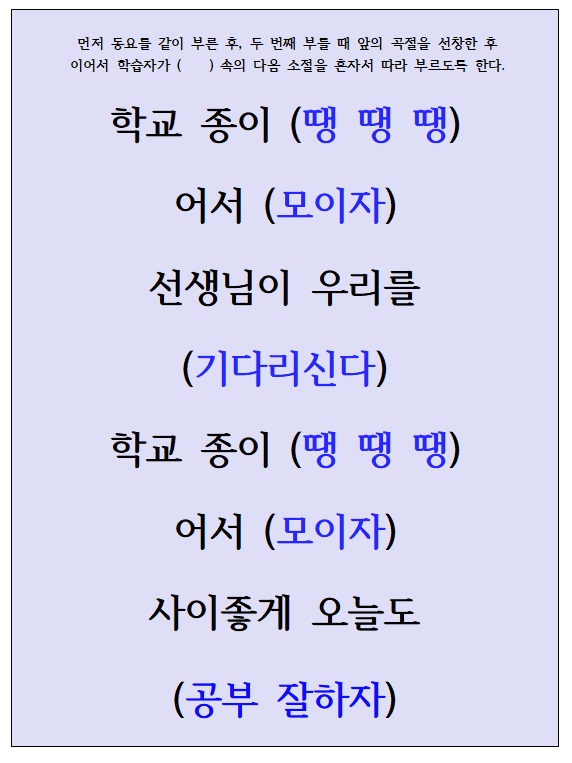 먼저 동요를 같이 부른 후, 두 번째 부를 때 앞의 곡절을 선창한 후
이어서 학습자가 (     ) 속의 다음 소절을 혼자서 따라 부르도록 한다.
학교 종이 (땡 땡 땡)
어서 (모이자)
선생님이 우리를
(기다리신다)
학교 종이 (땡 땡 땡)
어서 (모이자)
사이좋게 오늘도
(공부 잘하자)